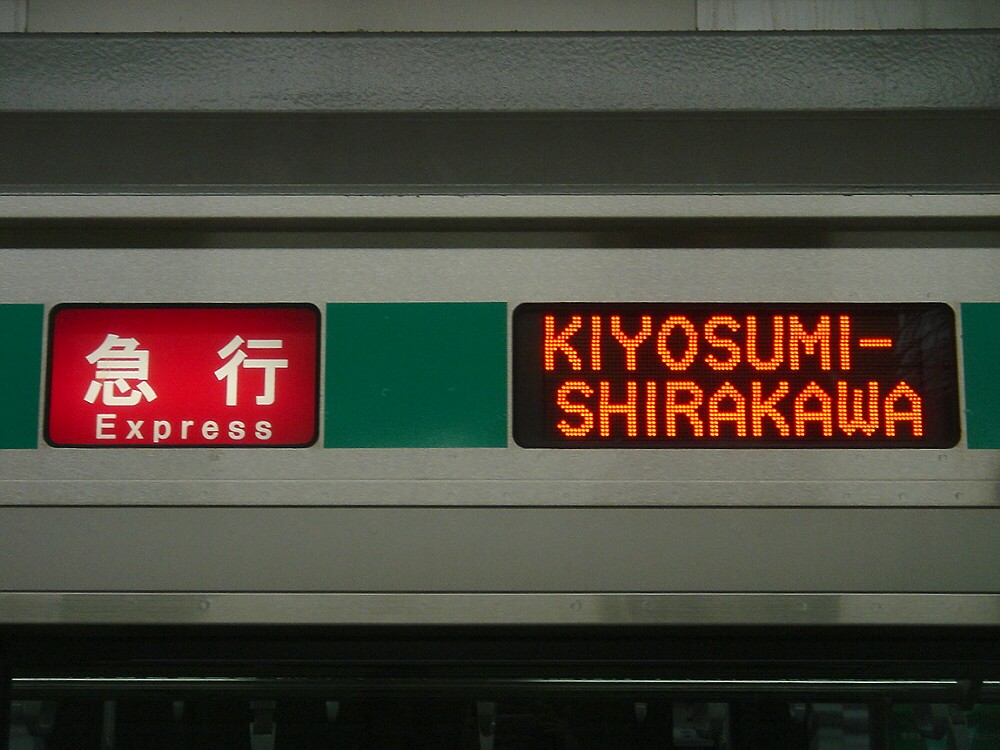 急行
Express
KIYOSUMI-
SHIRAKAWA